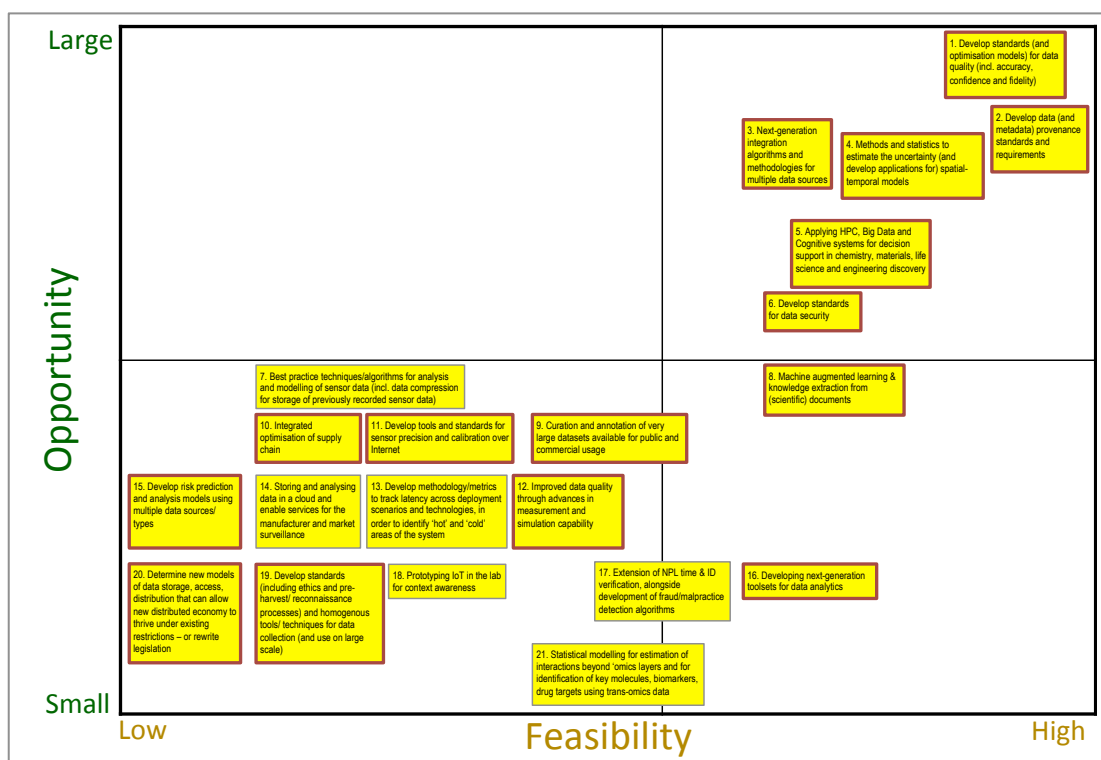 Large
1. Develop standards (and
optimisation models) for data
quality (incl. accuracy,
confidence and fidelity)
2. Develop data (and
metadata) provenance
standards and
requirements
3. Next-generation
integration
algorithms and
methodologies for
multiple data sources
4. Methods and statistics to
estimate the uncertainty (and
develop applications for) spatial-
temporal models
5. Applying HPC, Big Data and
Cognitive systems for decision
support in chemistry, materials, life
science and engineering discovery
6. Develop standards
for data security
Opportunity
7. Best practice techniques/algorithms for analysis
and modelling of sensor data (incl. data compression
for storage of previously recorded sensor data)
8. Machine augmented learning &
knowledge extraction from
(scientific) documents
10. Integrated
optimisation of supply
chain
11. Develop tools and standards for
sensor precision and calibration over
Internet
9. Curation and annotation of very
large datasets available for public and
commercial usage
15. Develop risk prediction
and analysis models using
multiple data sources/
types
14. Storing and analysing
data in a cloud and
enable services for the
manufacturer and market
surveillance
13. Develop methodology/metrics
to track latency across deployment
scenarios and technologies, in
order to identify ‘hot’ and ‘cold’
areas of the system
12. Improved data quality
through advances in
measurement and
simulation capability
20. Determine new models
of data storage, access,
distribution that can allow
new distributed economy to
thrive under existing
restrictions – or rewrite
legislation
19. Develop standards
(including ethics and pre-
harvest/ reconnaissance
processes) and homogenous
tools/ techniques for data
collection (and use on large
scale)
18. Prototyping IoT in the lab
for context awareness
17. Extension of NPL time & ID
verification, alongside
development of fraud/malpractice
detection algorithms
16. Developing next-generation
toolsets for data analytics
21. Statistical modelling for estimation of
interactions beyond ‘omics layers and for
identification of key molecules, biomarkers,
drug targets using trans-omics data
Small
Low
Feasibility
High